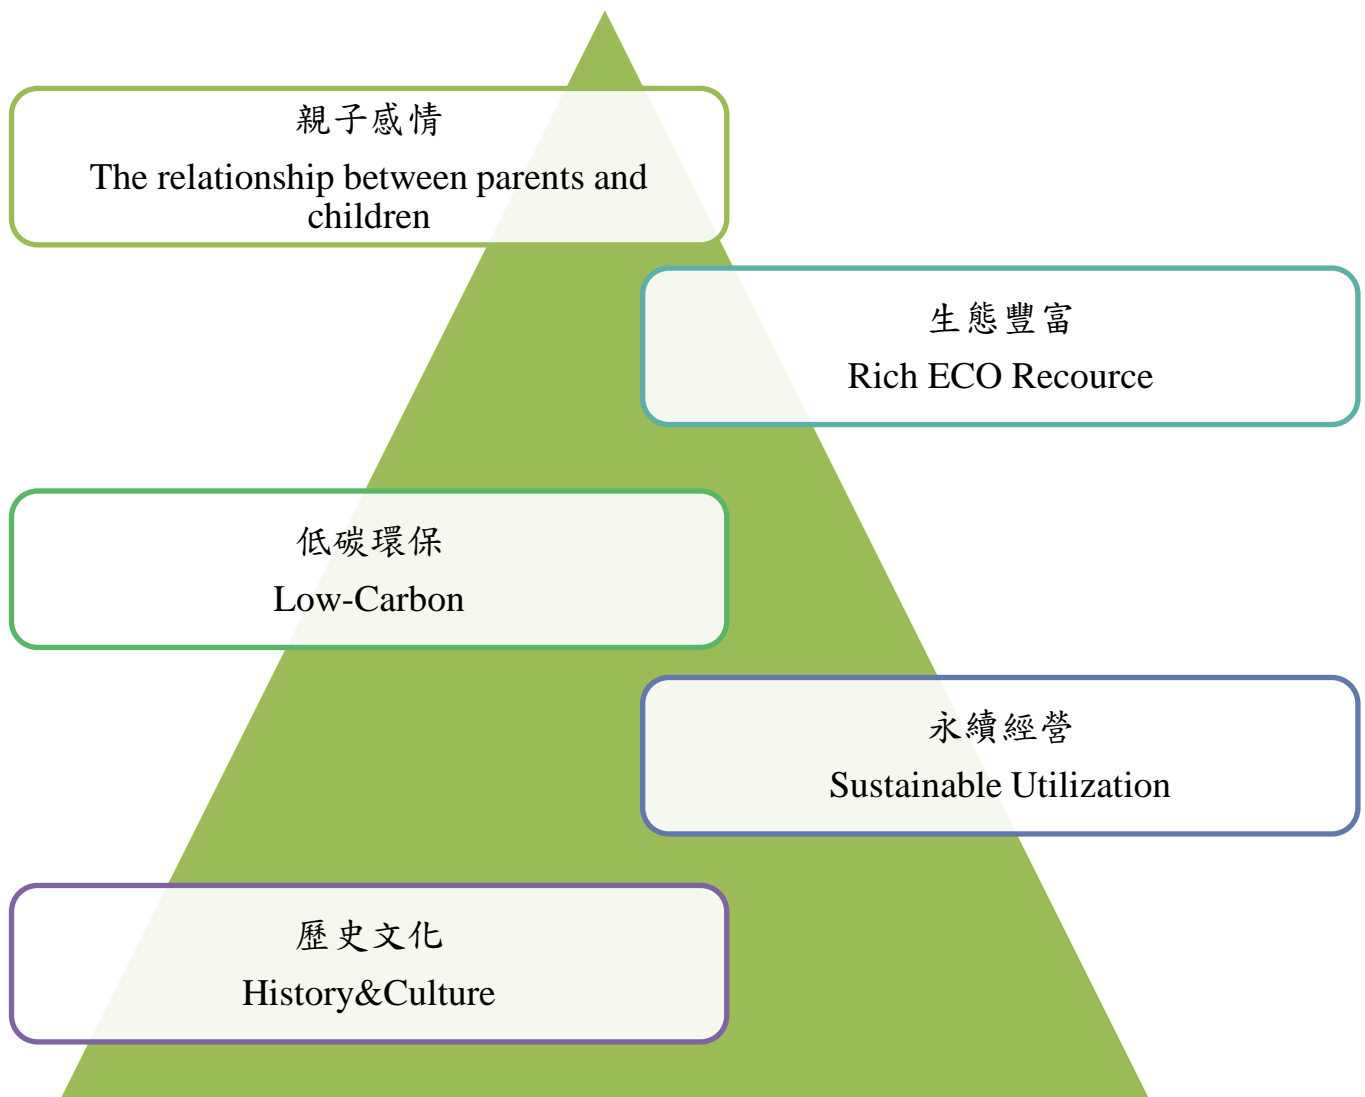 親子感情
The relationship between parents and
children
生態豐富
Rich ECO Recource
低碳環保
Low-Carbon
永續經營
Sustainable Utilization
歷史文化
History&Culture